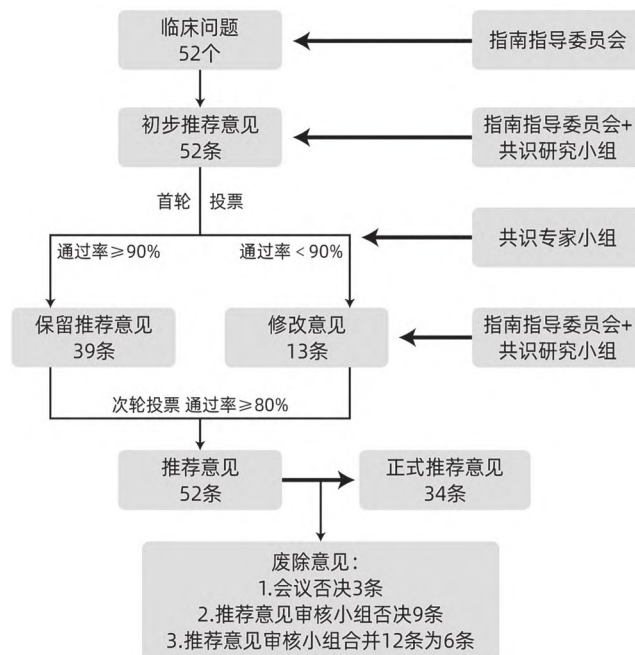 临床问题
52个
指南指导委员会
初步推荐意见
52条
指南指导委员会+
共识研究小组
首轮 投票
共识专家小组
通过率≥90%
通过率<90%
保留推荐意见
39条
修改意见
13条
指南指导委员会+
共识研究小组
次轮投票 通过率≥80%
推荐意见
52条
正式推荐意见
34条
废除意见：
1.会议否决3条
2.推荐意见审核小组否决9条
3.推荐意见审核小组合并12条为6条